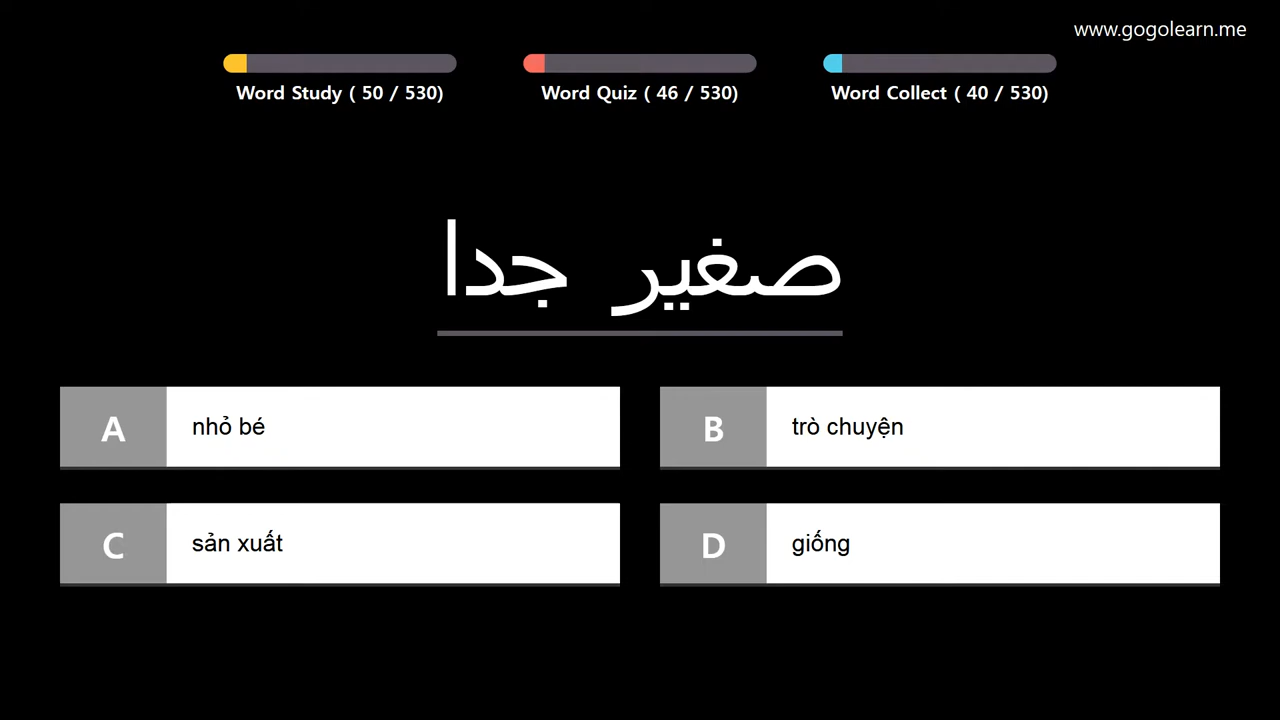 www.gogolearn.me
Word Study ( 50 / 530)
Word Quiz ( 46 / 530)
Word Collect ( 40 / 530)
صغير جدا
A nhỏ bé
B trò chuyện
C sản xuất
D giống